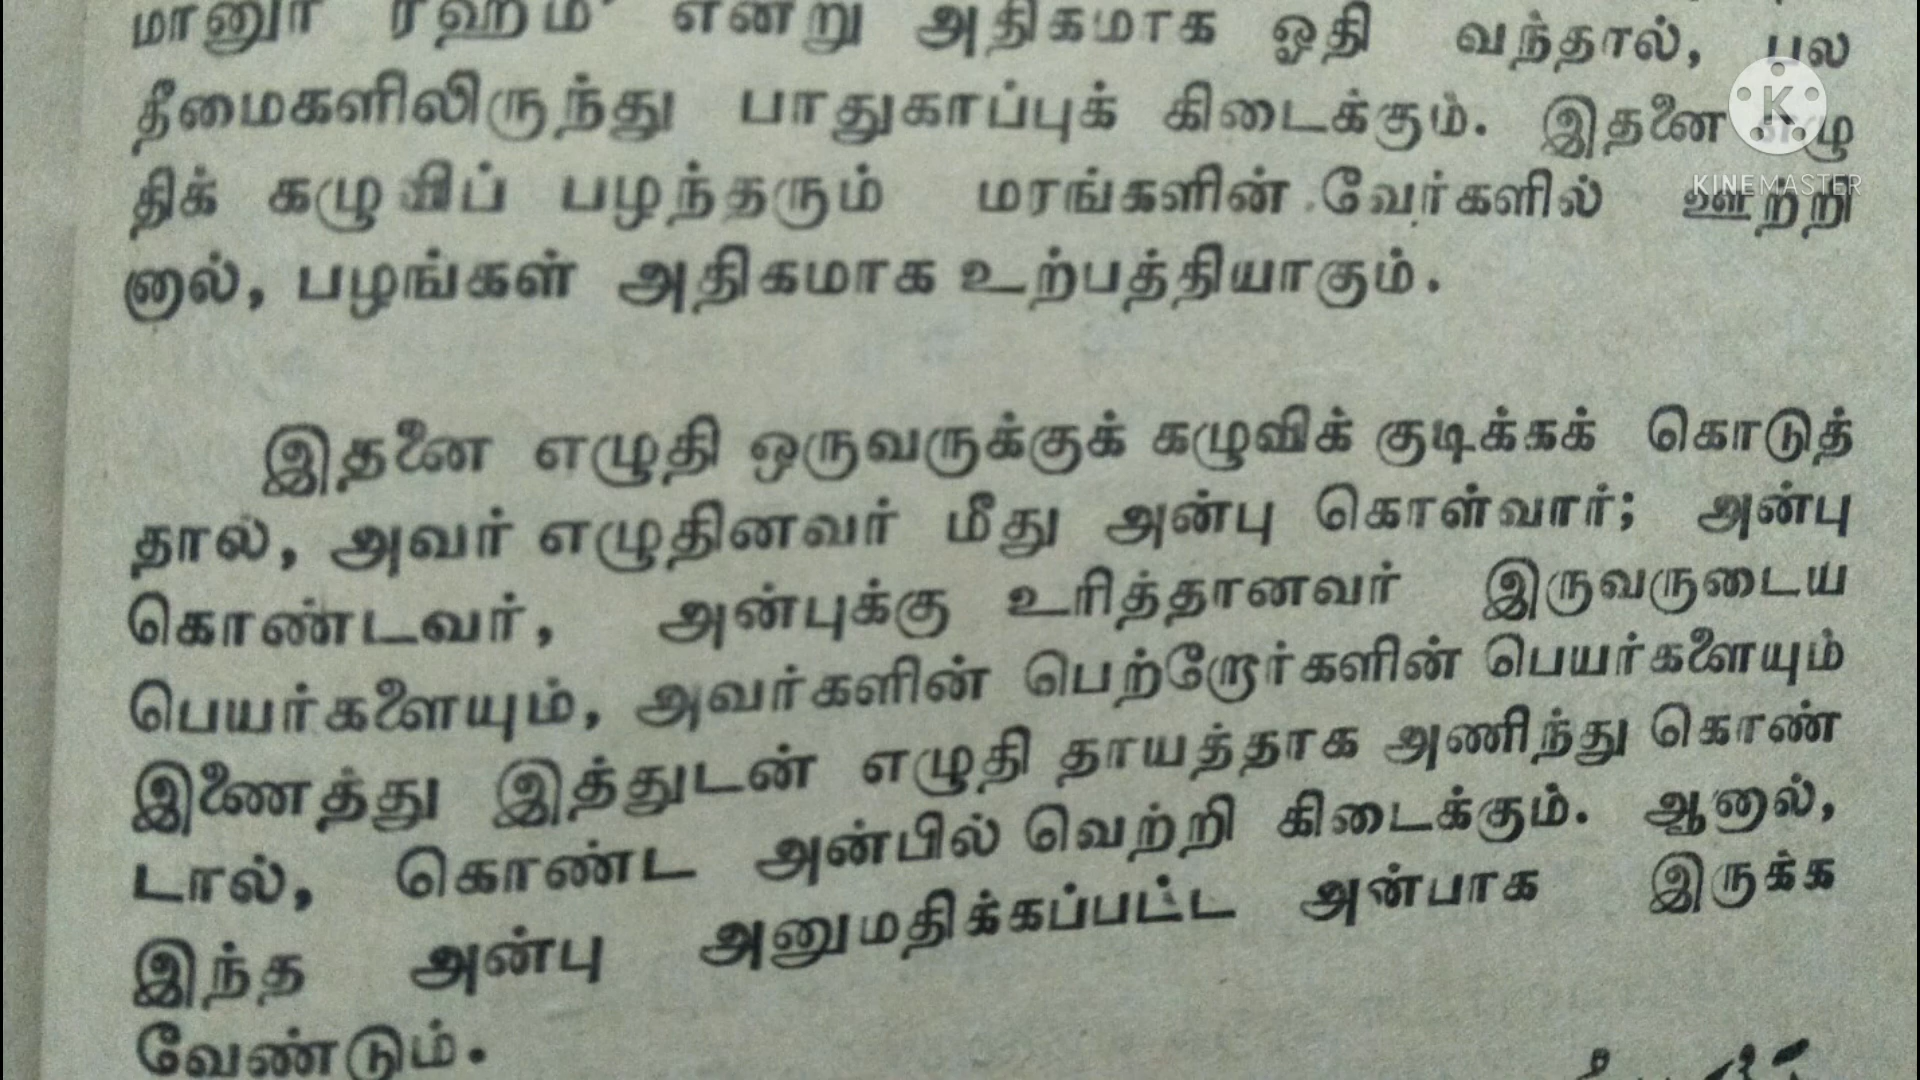 மானுர் ரஹீம்' என்று அதிகமாக ஓதி வந்தால், பல
தீமைகளிலிருந்து பாதுகாப்புக் கிடைக்கும். இதனை எழு
திக் கழுவிப் பழந்தரும் மரங்களின் வேர்களில் ஊற்றி
னால், பழங்கள் அதிகமாக உற்பத்தியாகும்.
இதனை எழுதி ஒருவருக்குக் கழுவிக் குடிக்கக் கொடுத்
தால், அவர் எழுதினவர் மீது அன்பு கொள்வார்; அன்பு
கொண்டவர், அன்புக்கு உரித்தானவர் இருவருடைய
பெயர்களையும், அவர்களின் பெற்றோர்களின் பெயர்களையும்
இணைத்து இத்துடன் எழுதி தாயத்தாக அணிந்து கொண்
டால், கொண்ட அன்பில் வெற்றி கிடைக்கும். ஆனால்,
இந்த அன்பு அனுமதிக்கப்பட்ட அன்பாக இருக்க
வேண்டும்.
K
KINEMASTER